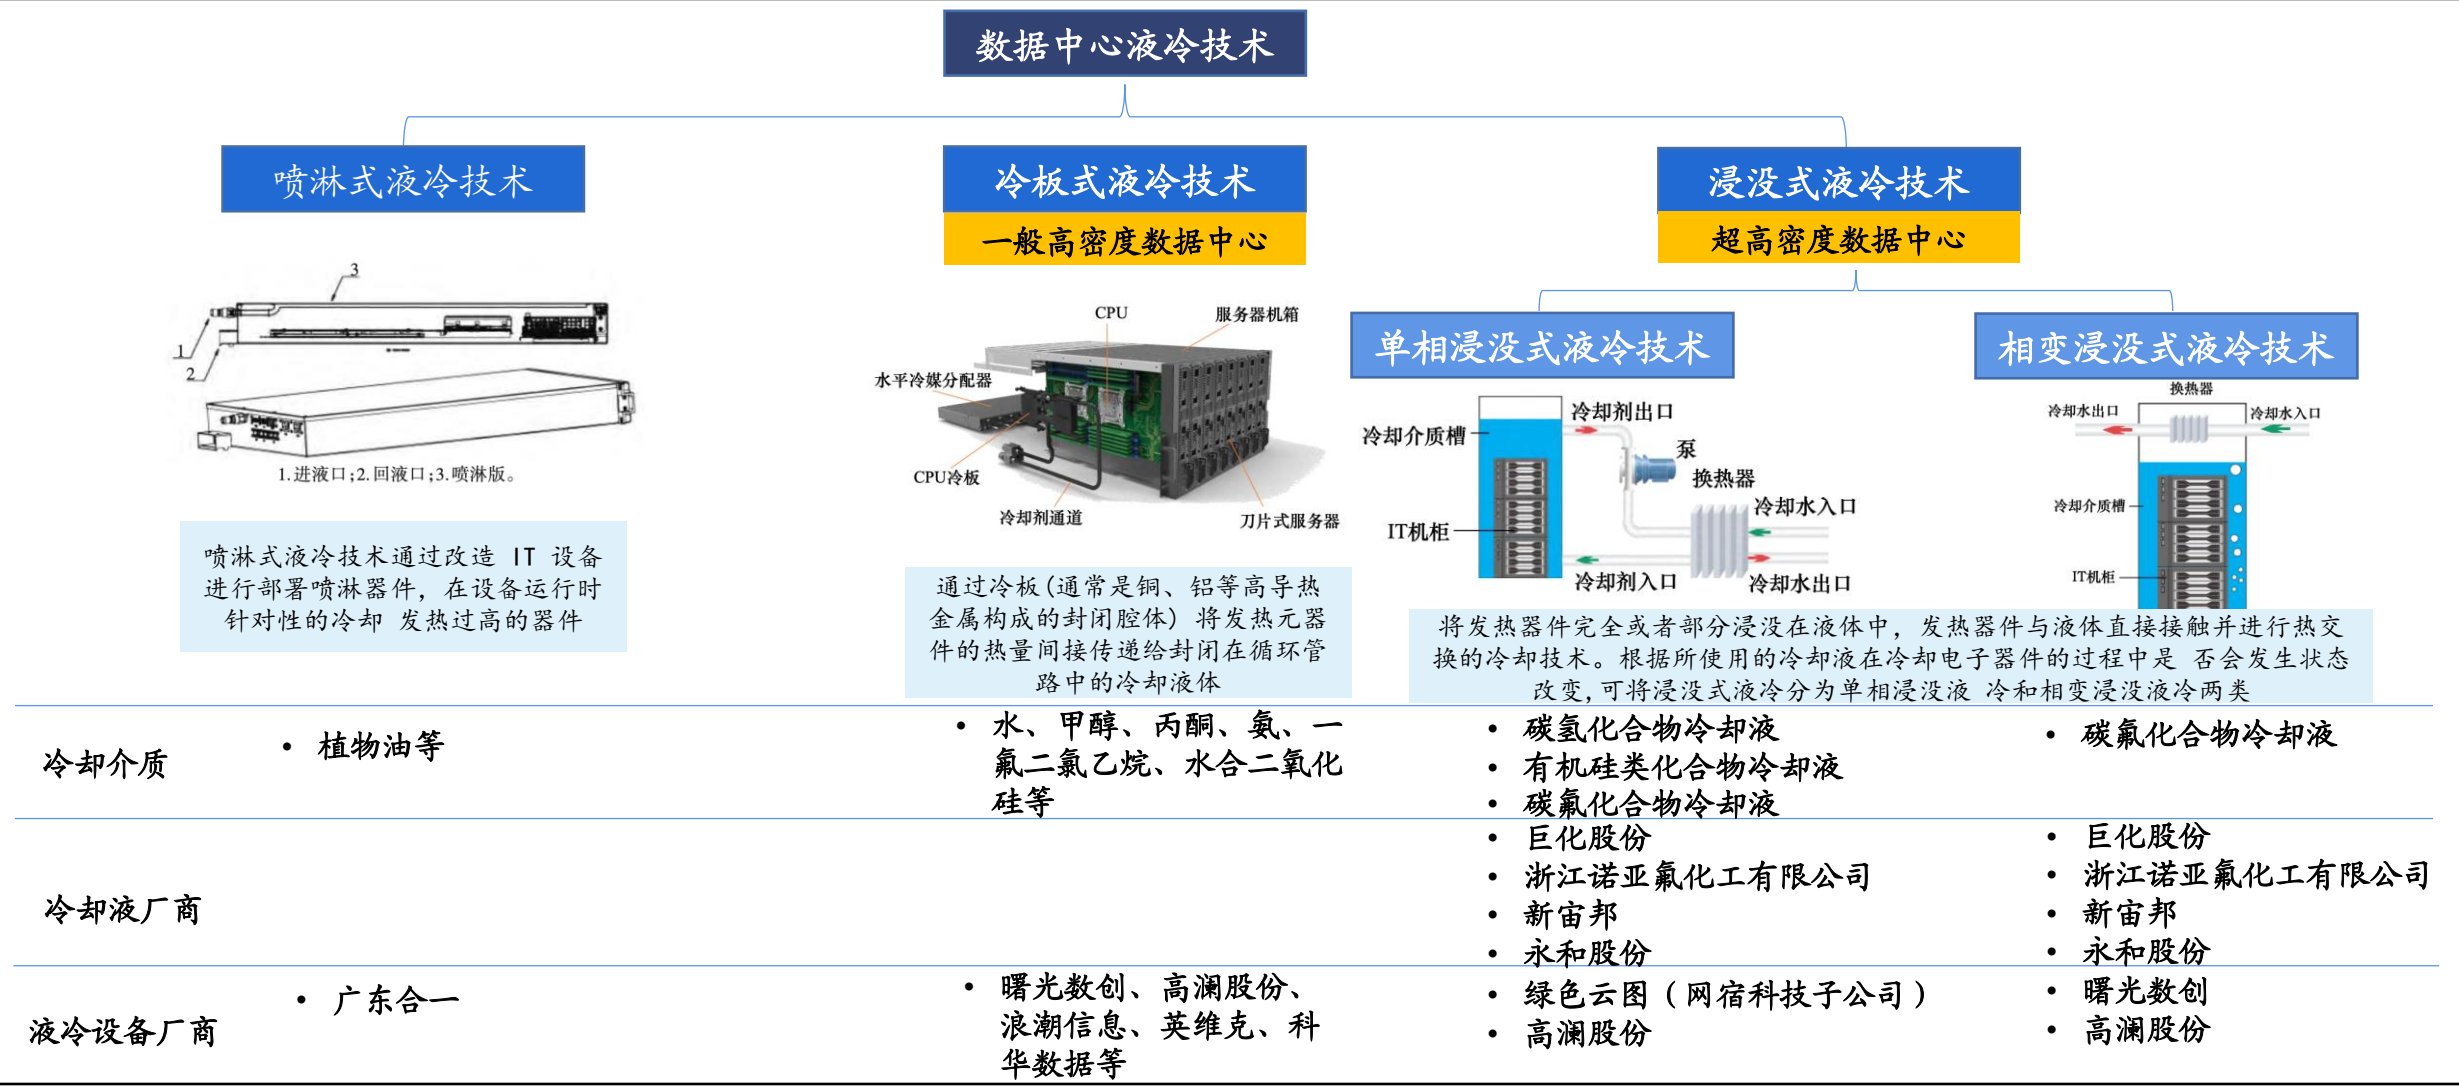 数据中心液冷技术
喷淋式液冷技术
冷板式液冷技术
一般高密度数据中心
浸没式液冷技术
超高密度数据中心
单相浸没式液冷技术
相变浸没式液冷技术
3
1
2
1.进液口;2.回液口;3.喷淋版。
CPU
服务器机箱
水平冷媒分配器
CPU冷板
冷却剂通道
刀片式服务器
冷却剂出口
冷却介质槽
泵
换热器
冷却水入口
IT机柜
冷却剂入口
冷却水出口
换热器
冷却水出口
冷却水入口
冷却介质槽
IT机柜
喷淋式液冷技术通过改造 IT 设备
进行部署喷淋器件，在设备运行时
针对性的冷却 发热过高的器件
通过冷板(通常是铜、铝等高导热
金属构成的封闭腔体) 将发热元器
件的热量间接传递给封闭在循环管
路中的冷却液体
将发热器件完全或者部分浸没在液体中，发热器件与液体直接接触并进行热交
换的冷却技术。根据所使用的冷却液在冷却电子器件的过程中是 否会发生状态
改变,可将浸没式液冷分为单相浸没液 冷和相变浸没液冷两类
冷却介质
• 植物油等
• 水、甲醇、丙酮、氨、一
氟二氯乙烷、水合二氧化
硅等
• 碳氢化合物冷却液
• 有机硅类化合物冷却液
• 碳氟化合物冷却液
• 碳氟化合物冷却液
冷却液厂商
• 巨化股份
• 浙江诺亚氟化工有限公司
• 新宙邦
• 永和股份
• 巨化股份
• 浙江诺亚氟化工有限公司
• 新宙邦
• 永和股份
液冷设备厂商
• 广东合一
• 曙光数创、高澜股份、
浪潮信息、英维克、科
华数据等
• 绿色云图（网宿科技子公司）
• 高澜股份
• 曙光数创
• 高澜股份